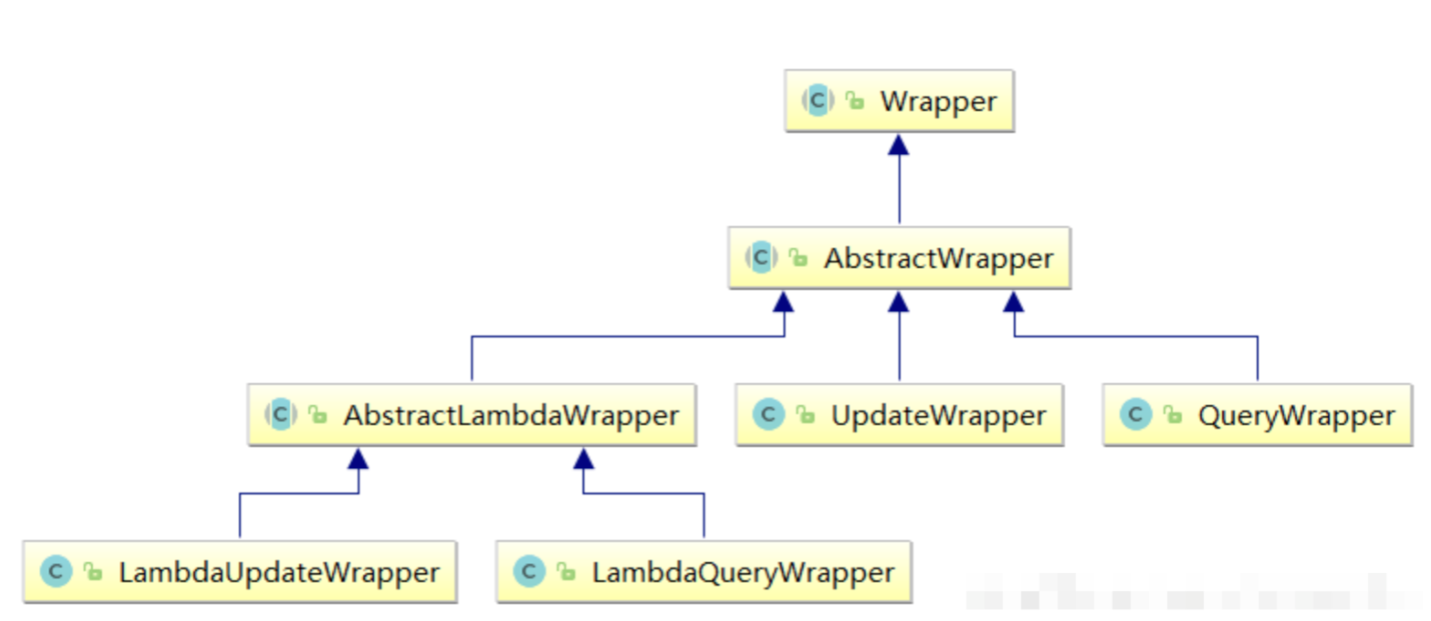 C Wrapper
C AbstractWrapper
C AbstractLambdaWrapper
C UpdateWrapper
C QueryWrapper
C LambdaUpdateWrapper
C LambdaQueryWrapper